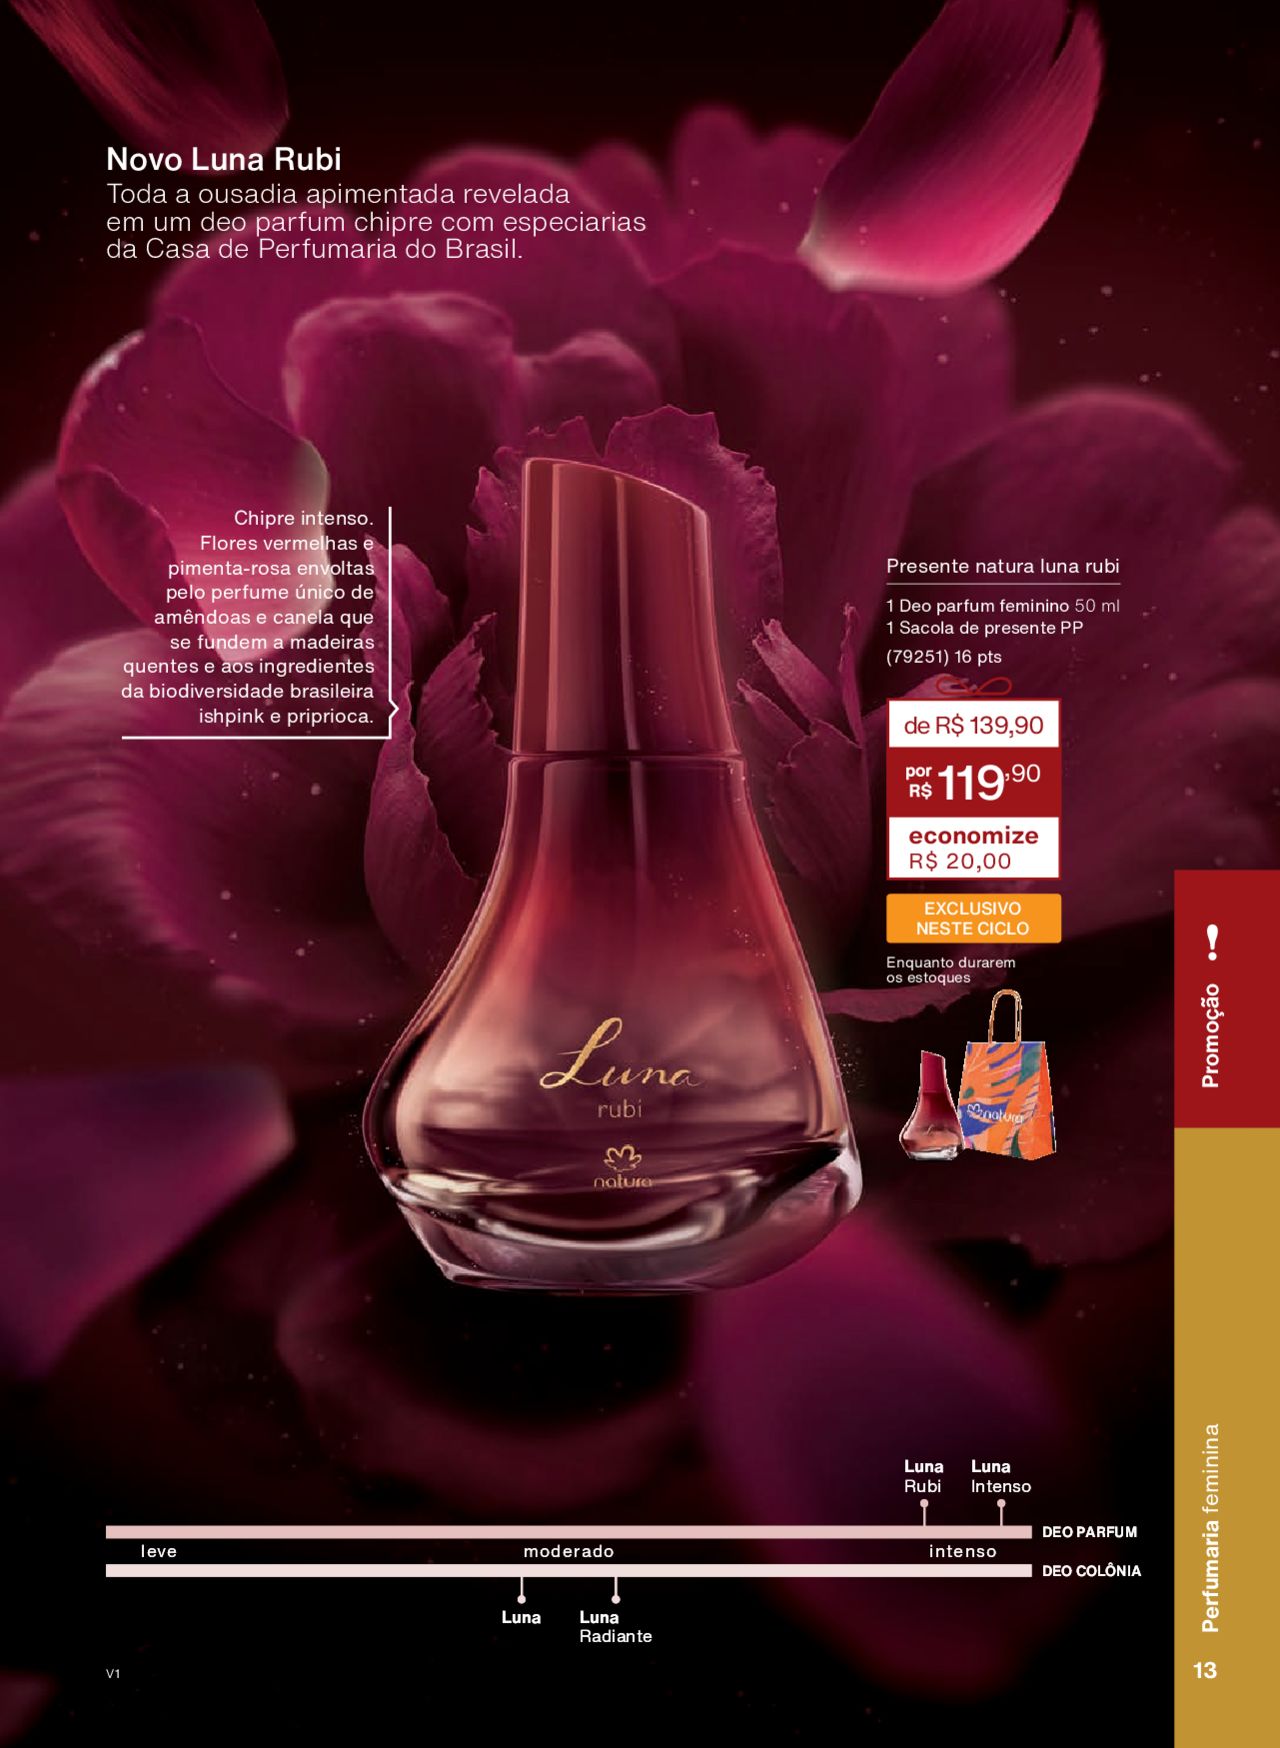 Novo Luna Rubi
Toda a ousadia apimentada revelada
em um deo parfum chipre com especiarias
da Casa de Perfumaria do Brasil.
Chipre intenso.
Flores vermelhas e
pimenta-rosa envoltas
pelo perfume único de
amêndoas e canela que
se fundem a madeiras
quentes e aos ingredientes
da biodiversidade brasileira
ishpink e priprioca.
Presente natura luna rubi
1 Deo parfum feminino 50 ml
1 Sacola de presente PP
(79251) 16 pts
de R$ 139,90
por R$ 119,90
economize
R$ 20,00
EXCLUSIVO
NESTE CICLO
Enquanto durarem
os estoques
natura
Luna
rubi
natura
Promoção !
Perfumaria feminina
Luna Rubi
Luna Intenso
DEO PARFUM
leve moderado intenso
DEO COLÔNIA
Luna
Luna Radiante
V1
13